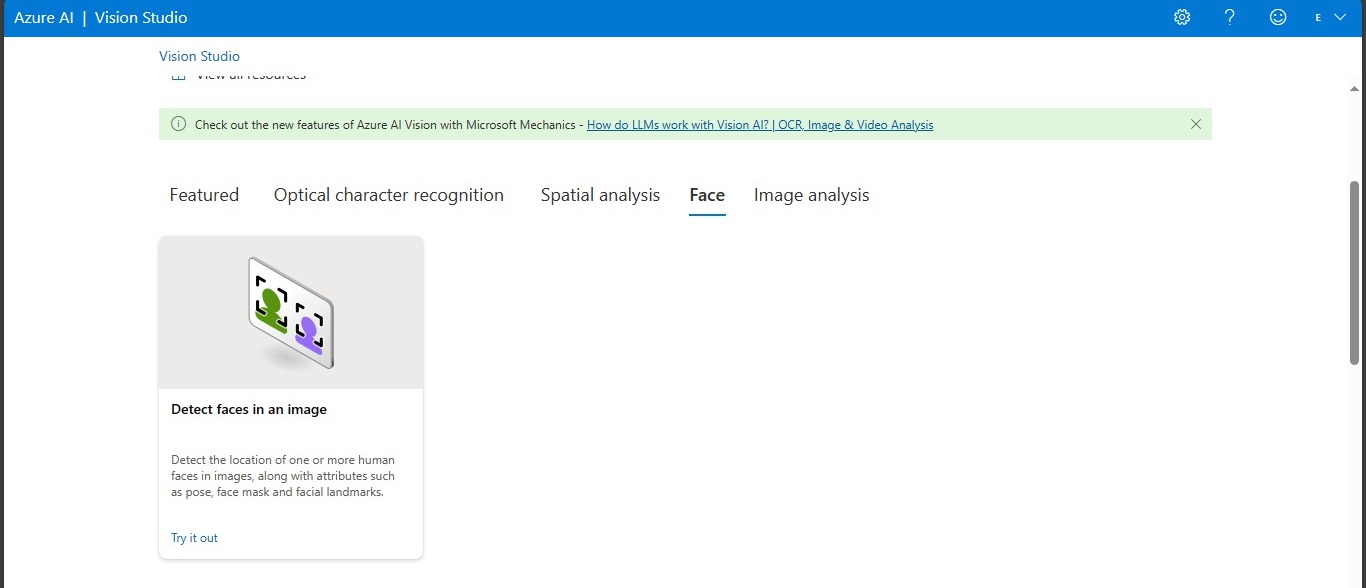 Azure AI | Vision Studio
E
Vision Studio
View all resources
Check out the new features of Azure AI Vision with Microsoft Mechanics - How do LLMs work with Vision AI? | OCR, Image & Video Analysis
Featured Optical character recognition Spatial analysis Face Image analysis
Detect faces in an image
Detect the location of one or more human
faces in images, along with attributes such
as pose, face mask and facial landmarks.
Try it out